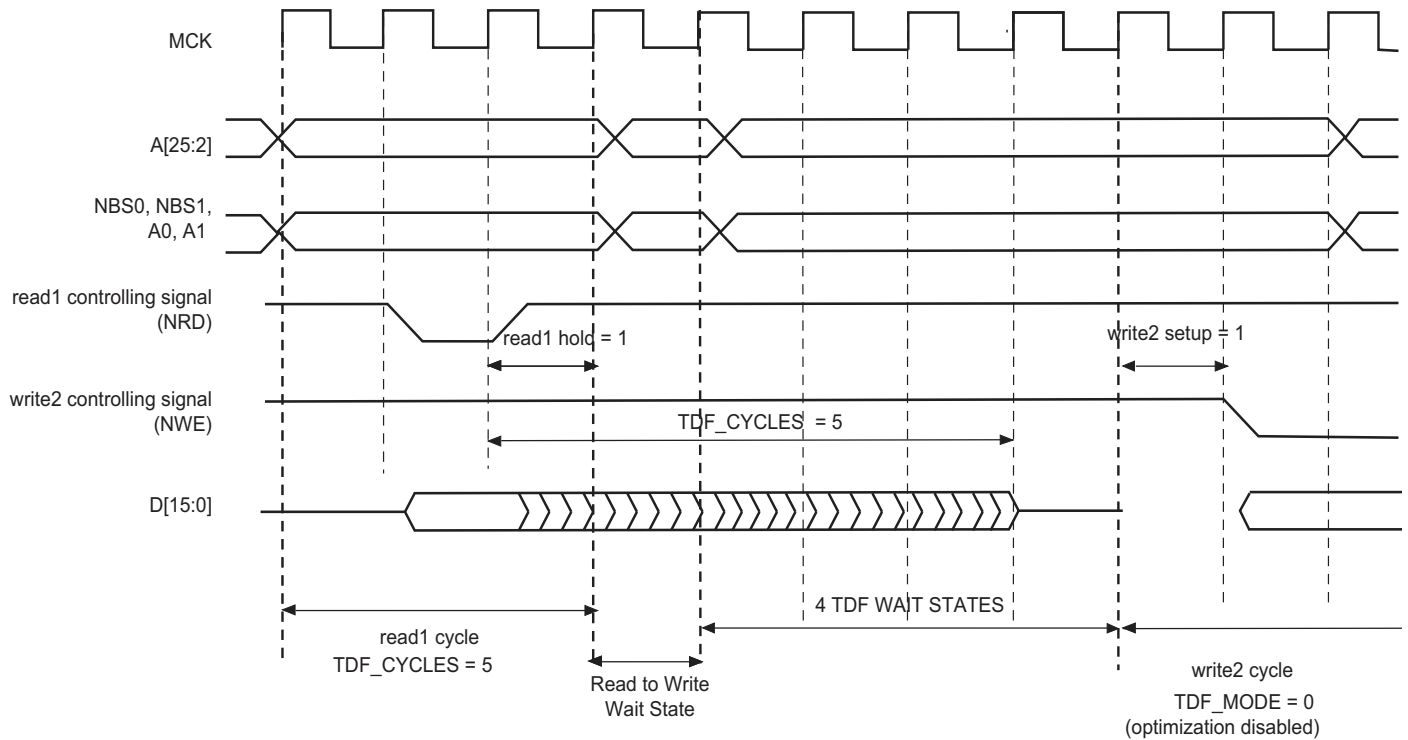 MCK
A[25:2]
NBS0, NBS1,
A0, A1
read1 controlling signal
(NRD)
read1 hold = 1
write2 setup = 1
write2 controlling signal
(NWE)
TDF_CYCLES = 5
D[15:0]
4 TDF WAIT STATES
read1 cycle
TDF_CYCLES = 5
Read to Write
Wait State
write2 cycle
TDF_MODE = 0
(optimization disabled)